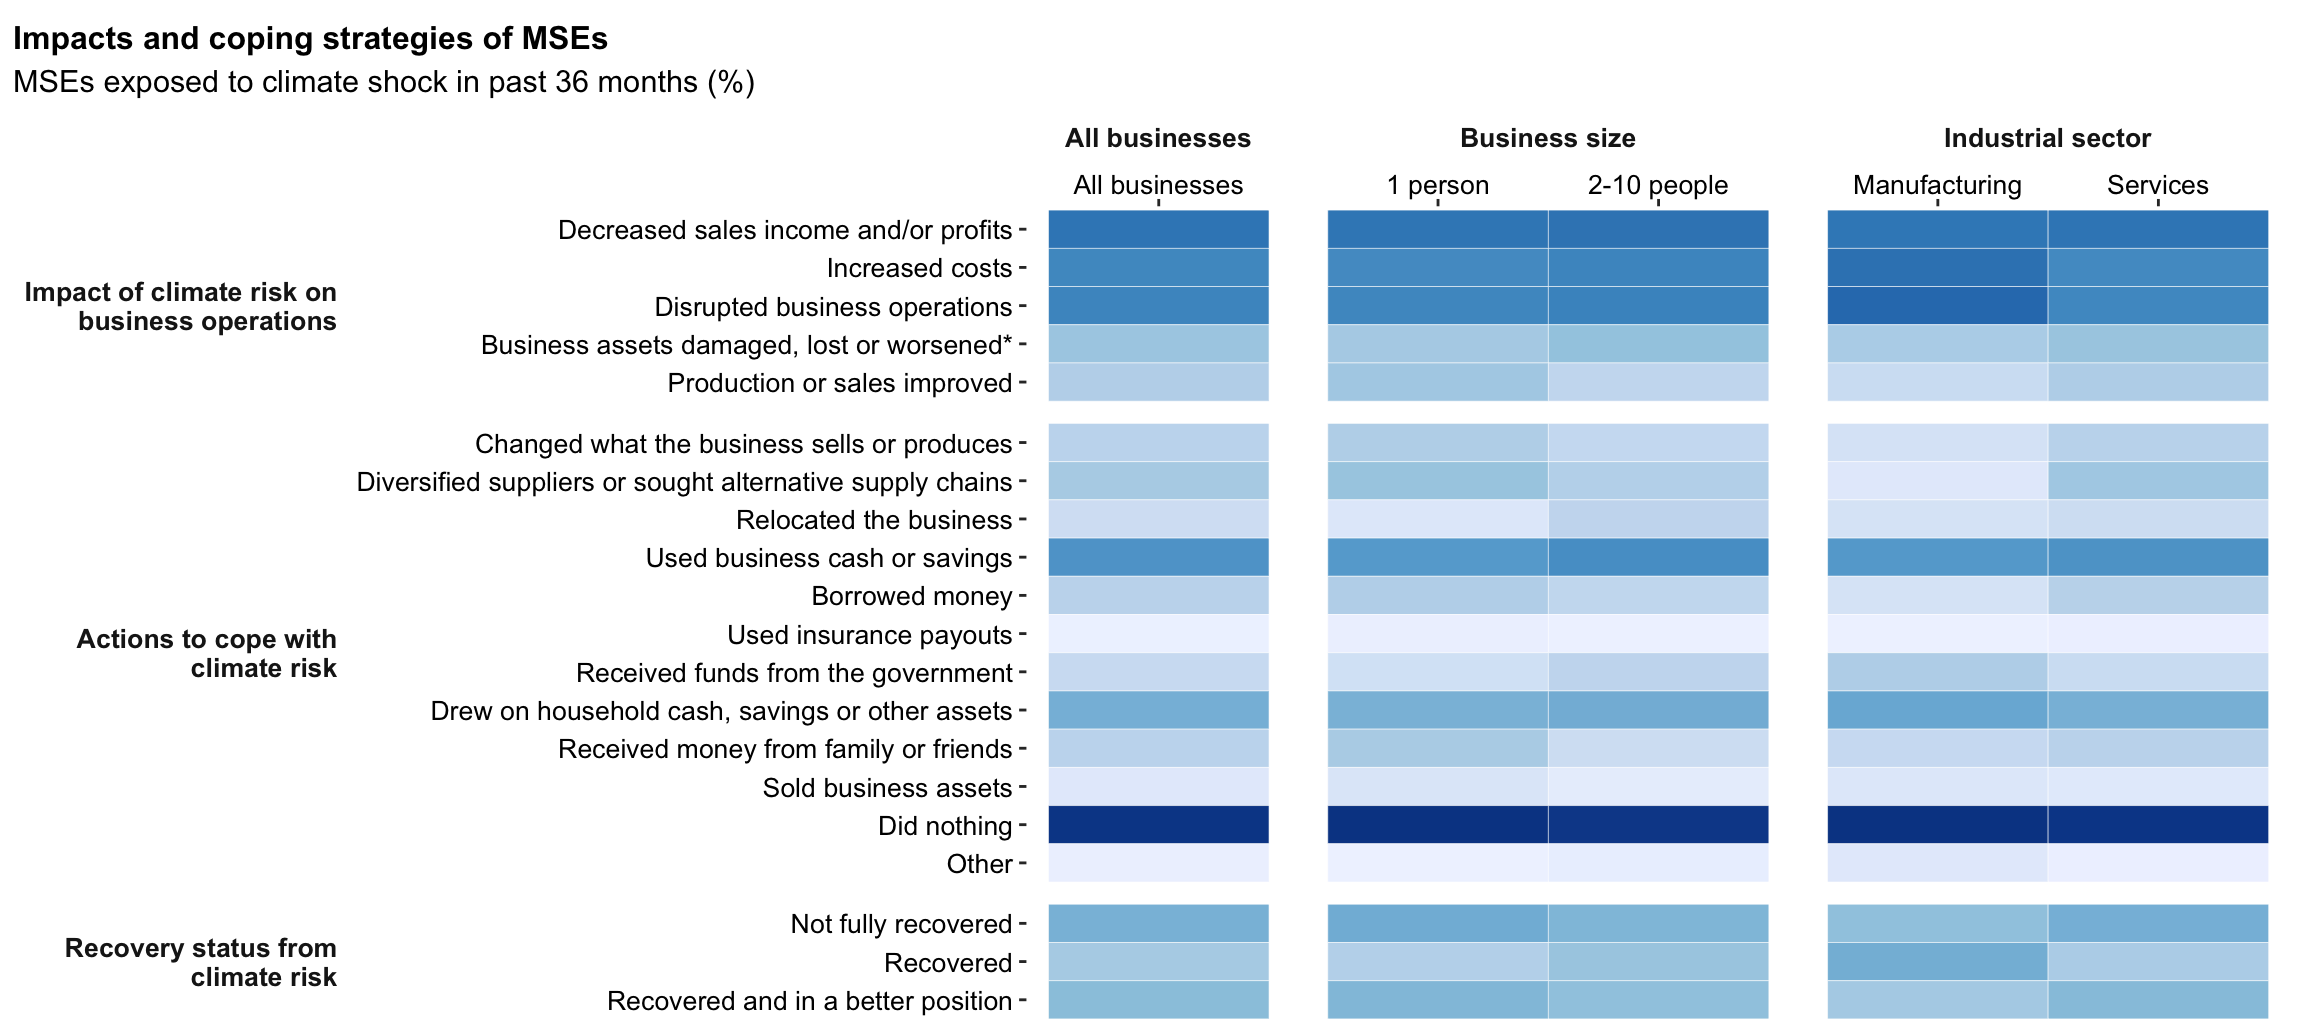 Impacts and coping strategies of MSEs
MSEs exposed to climate shock in past 36 months (%)
All businesses
Business size
Industrial sector
All businesses
1 person
2-10 people
Manufacturing
Services
Impact of climate risk on
business operations
Decreased sales income and/or profits
Increased costs
Disrupted business operations
Business assets damaged, lost or worsened*
Production or sales improved
Actions to cope with
climate risk
Changed what the business sells or produces
Diversified suppliers or sought alternative supply chains
Relocated the business
Used business cash or savings
Borrowed money
Used insurance payouts
Received funds from the government
Drew on household cash, savings or other assets
Received money from family or friends
Sold business assets
Did nothing
Other
Recovery status from
climate risk
Not fully recovered
Recovered
Recovered and in a better position